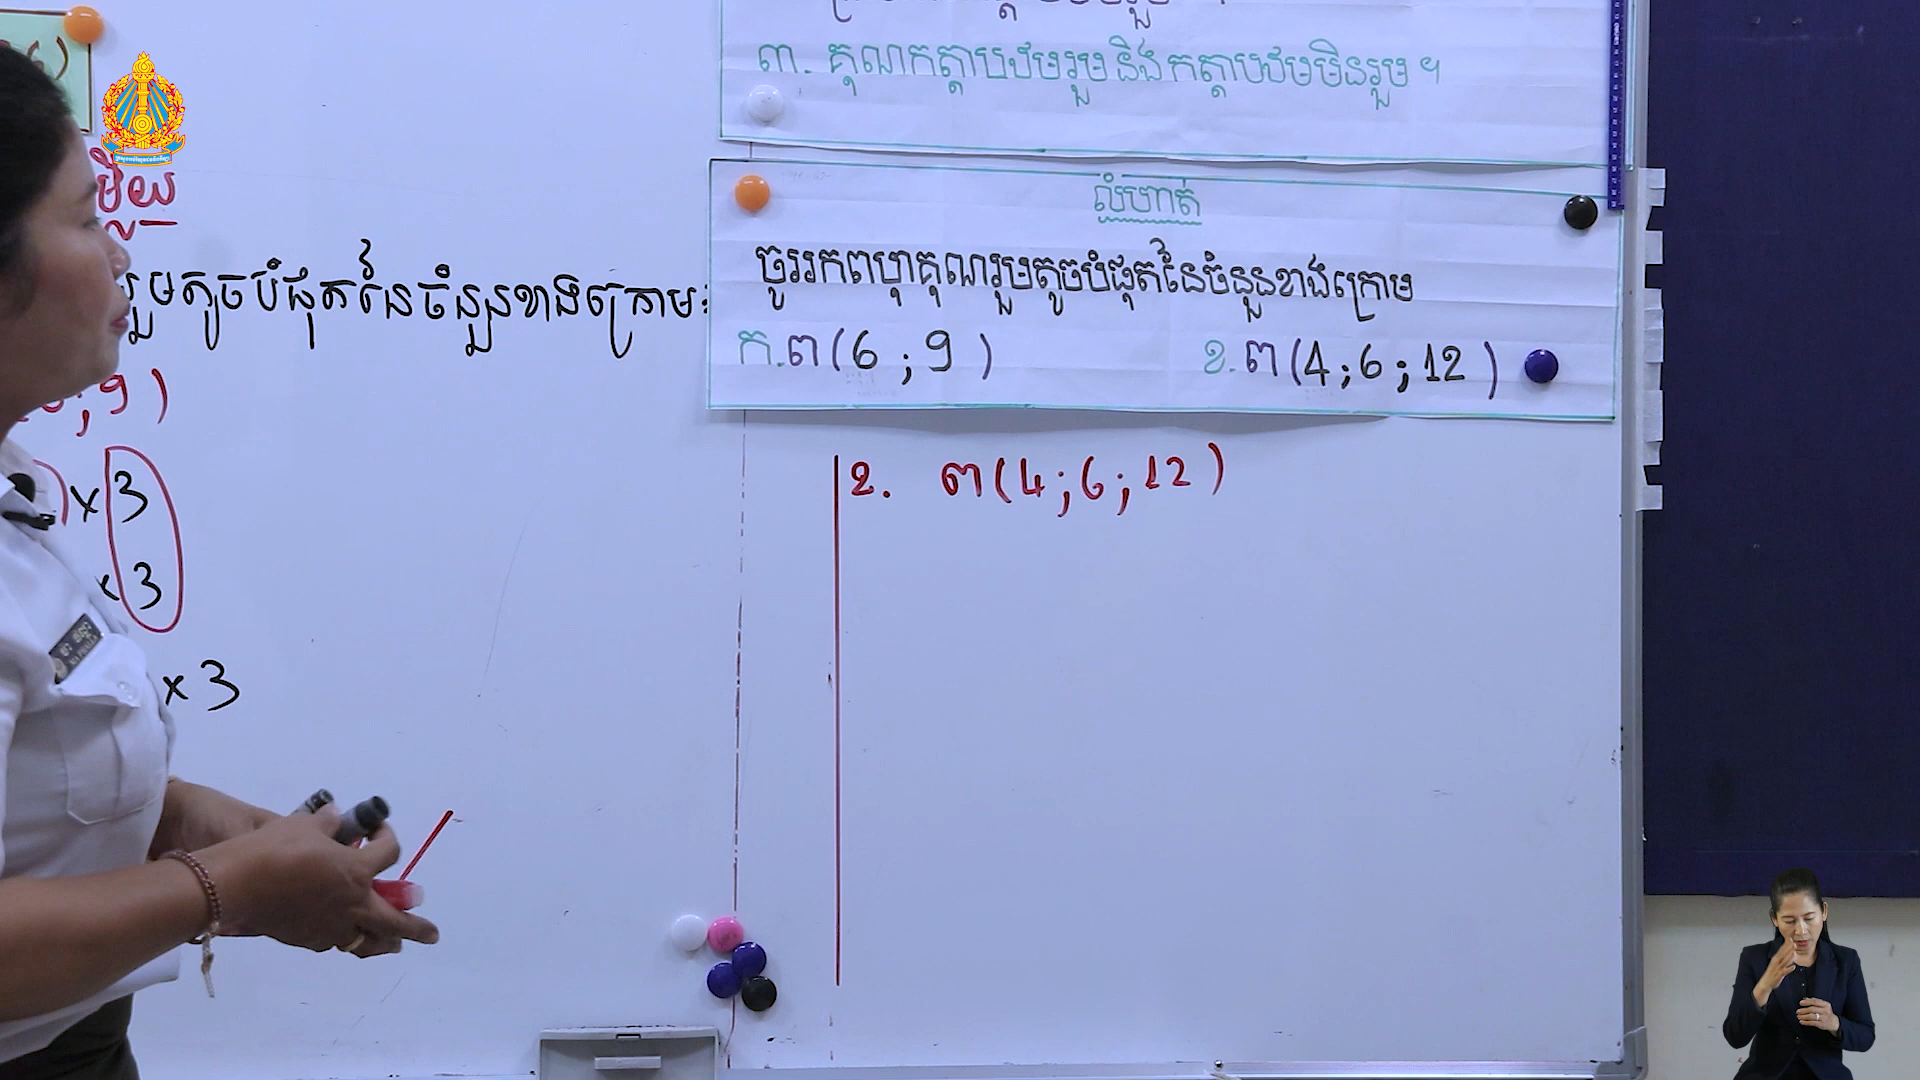 ៣. គុណកត្តាបឋមរួម និង កត្តាបឋមមិនរួម ។
លំហាត់
ចូររកពហុគុណរួមតូចបំផុតនៃចំនួនខាងក្រោម
ក.ព(6 ; 9 )
ខ.ព(4 ; 6 ; 12 )
រួមតូចបំផុតនៃចំនួនខាងក្រោម:
; 9 )
x 3
x 3
x 3
ខ. ព(4 ; 6 ; 12 )